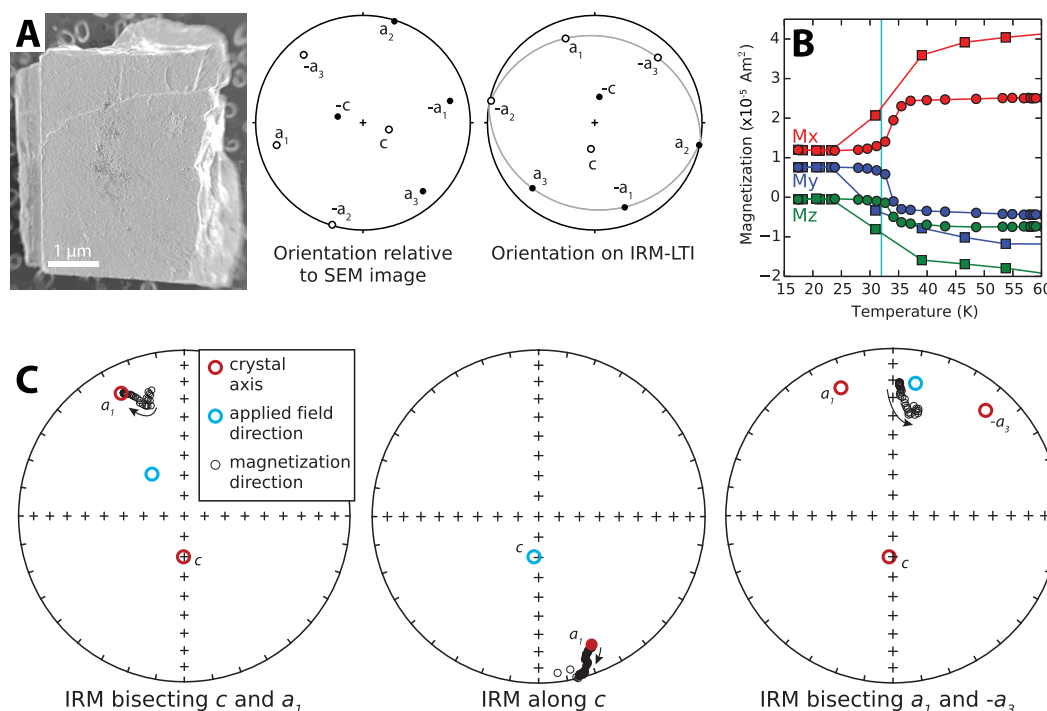 A
1 μm
a2
-a3
-c
-a1
a1
c
a3
-a2
Orientation relative
to SEM image
a1
-a3
-c
-a2
a2
c
a3
-a1
Orientation on IRM-LTI
B
Magnetization (x10-5 Am2)
4
3
2
1
0
−1
−2
Mx
My
Mz
15 20 25 30 35 40 45 50 55 60
Temperature (K)
C
crystal
axis
applied field
direction
magnetization
direction
a1
c
IRM bisecting c and a1
c
a1
IRM along c
a1
-a3
c
IRM bisecting a1 and -a3